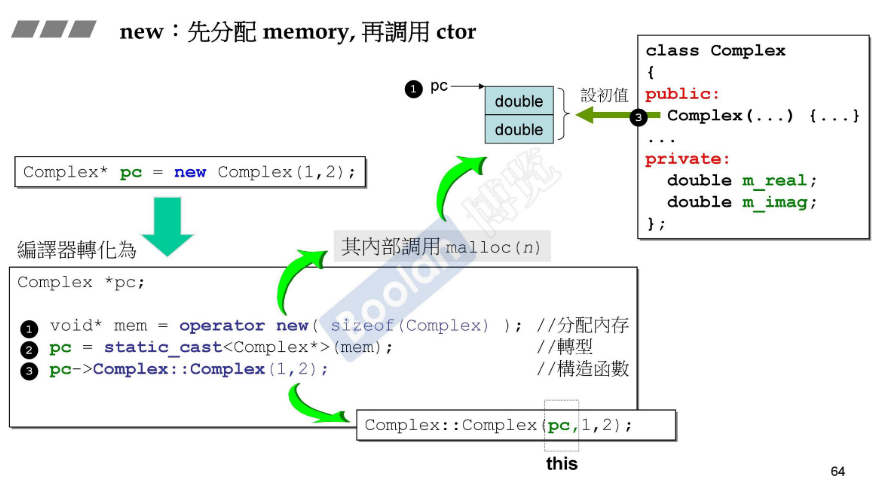 new：先分配 memory, 再調用 ctor
class Complex
{
public:
Complex(...) {...}
...
private:
double m_real;
double m_imag;
};
❶ pc
double
double
設初值
❸
Complex* pc = new Complex(1,2);
編譯器轉化為
其內部調用 malloc(n)
Complex *pc;
❶ void* mem = operator new( sizeof(Complex) ); //分配內存
❷ pc = static_cast<Complex*>(mem); //轉型
❸ pc->Complex::Complex(1,2); //構造函數
Complex::Complex(pc,1,2);
this
Boolan 博览
64